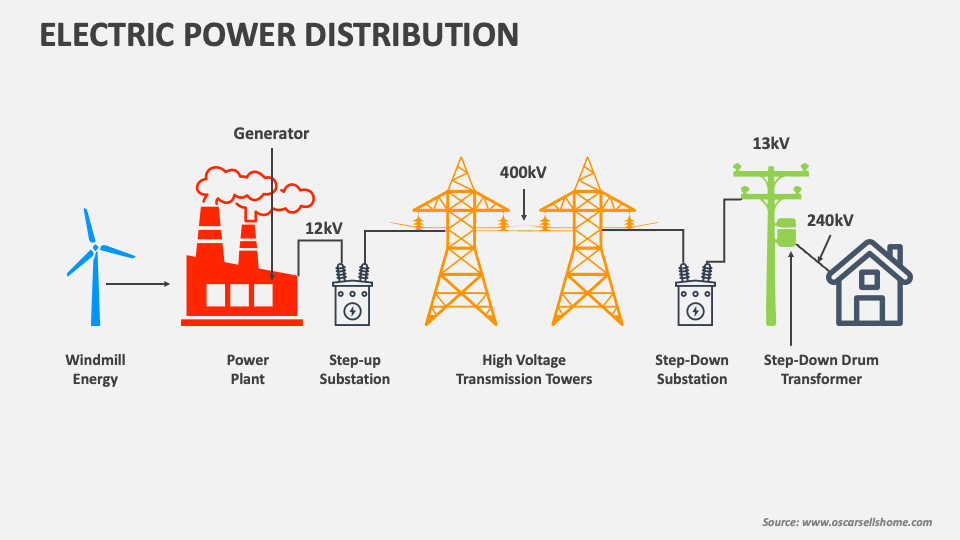 ELECTRIC POWER DISTRIBUTION
Generator
12kV
400kV
13kV
240kV
Windmill
Energy
Power
Plant
Step-up
Substation
High Voltage
Transmission Towers
Step-Down
Substation
Step-Down Drum
Transformer
Source: www.oscarsellshome.com